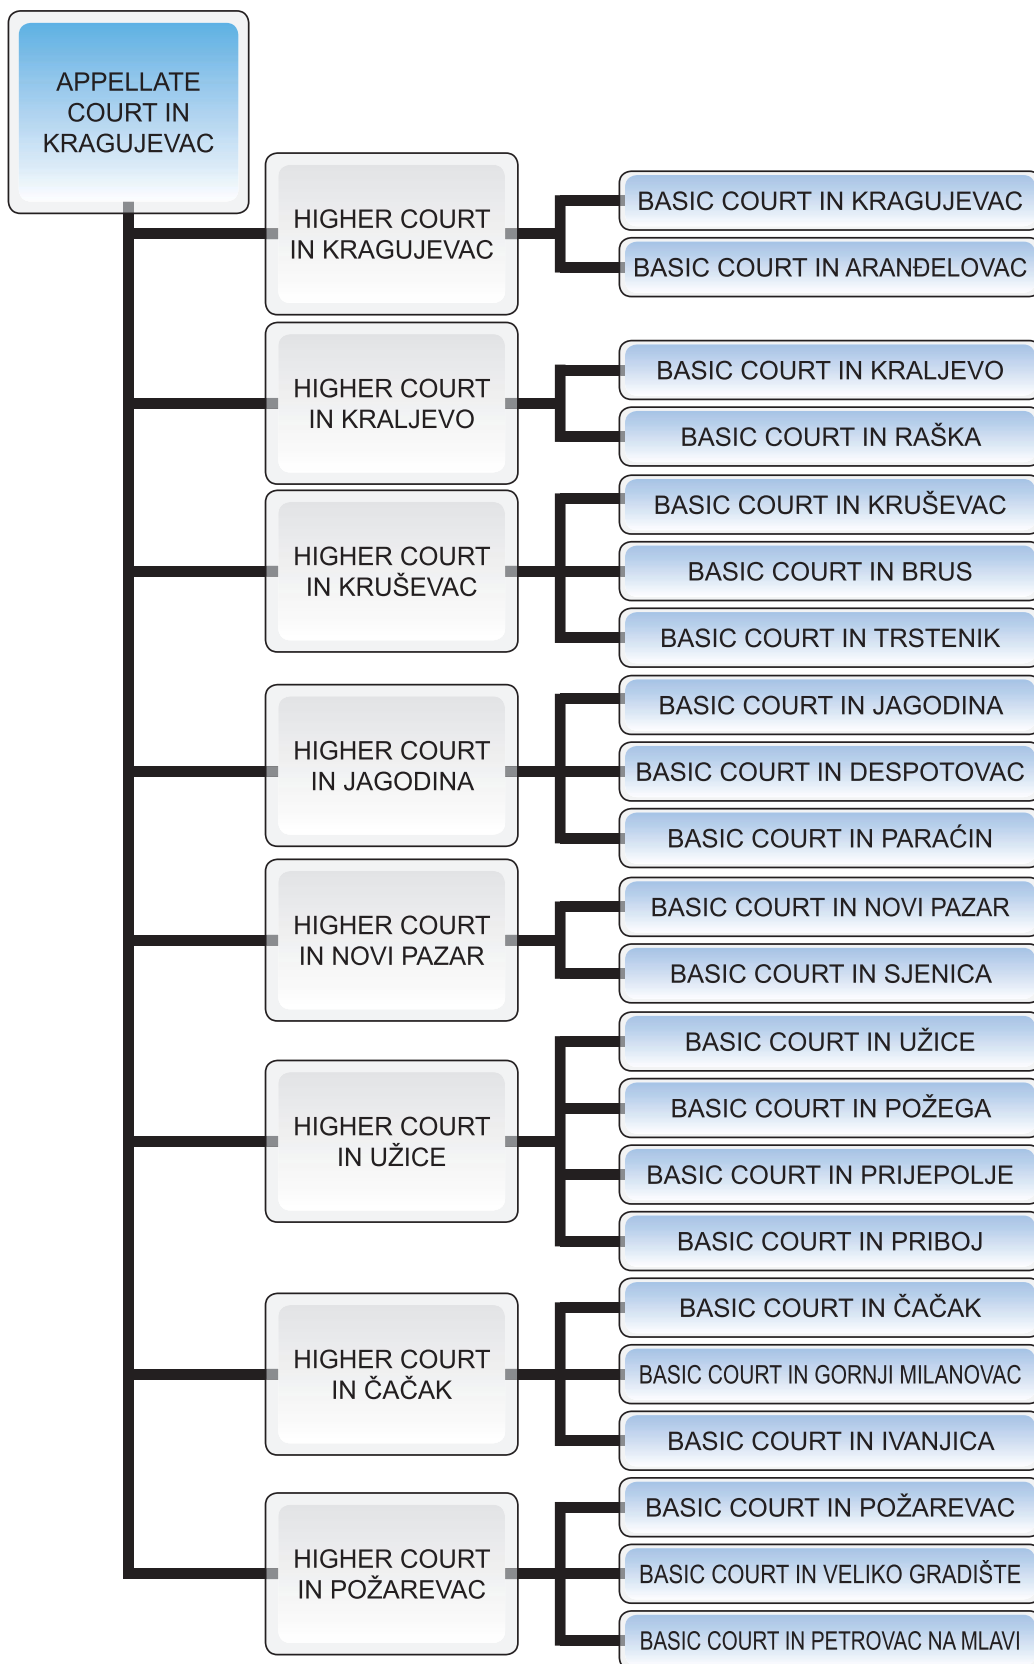 APPELLATE
COURT IN
KRAGUJEVAC
HIGHER COURT
IN KRAGUJEVAC
BASIC COURT IN KRAGUJEVAC
BASIC COURT IN ARANĐELOVAC
HIGHER COURT
IN KRALJEVO
BASIC COURT IN KRALJEVO
BASIC COURT IN RAŠKA
HIGHER COURT
IN KRUŠEVAC
BASIC COURT IN KRUŠEVAC
BASIC COURT IN BRUS
BASIC COURT IN TRSTENIK
HIGHER COURT
IN JAGODINA
BASIC COURT IN JAGODINA
BASIC COURT IN DESPOTOVAC
BASIC COURT IN PARAĆIN
HIGHER COURT
IN NOVI PAZAR
BASIC COURT IN NOVI PAZAR
BASIC COURT IN SJENICA
HIGHER COURT
IN UŽICE
BASIC COURT IN UŽICE
BASIC COURT IN POŽEGA
BASIC COURT IN PRIJEPOLJE
BASIC COURT IN PRIBOJ
HIGHER COURT
IN ČAČAK
BASIC COURT IN ČAČAK
BASIC COURT IN GORNJI MILANOVAC
BASIC COURT IN IVANJICA
HIGHER COURT
IN POŽAREVAC
BASIC COURT IN POŽAREVAC
BASIC COURT IN VELIKO GRADIŠTE
BASIC COURT IN PETROVAC NA MLAVI